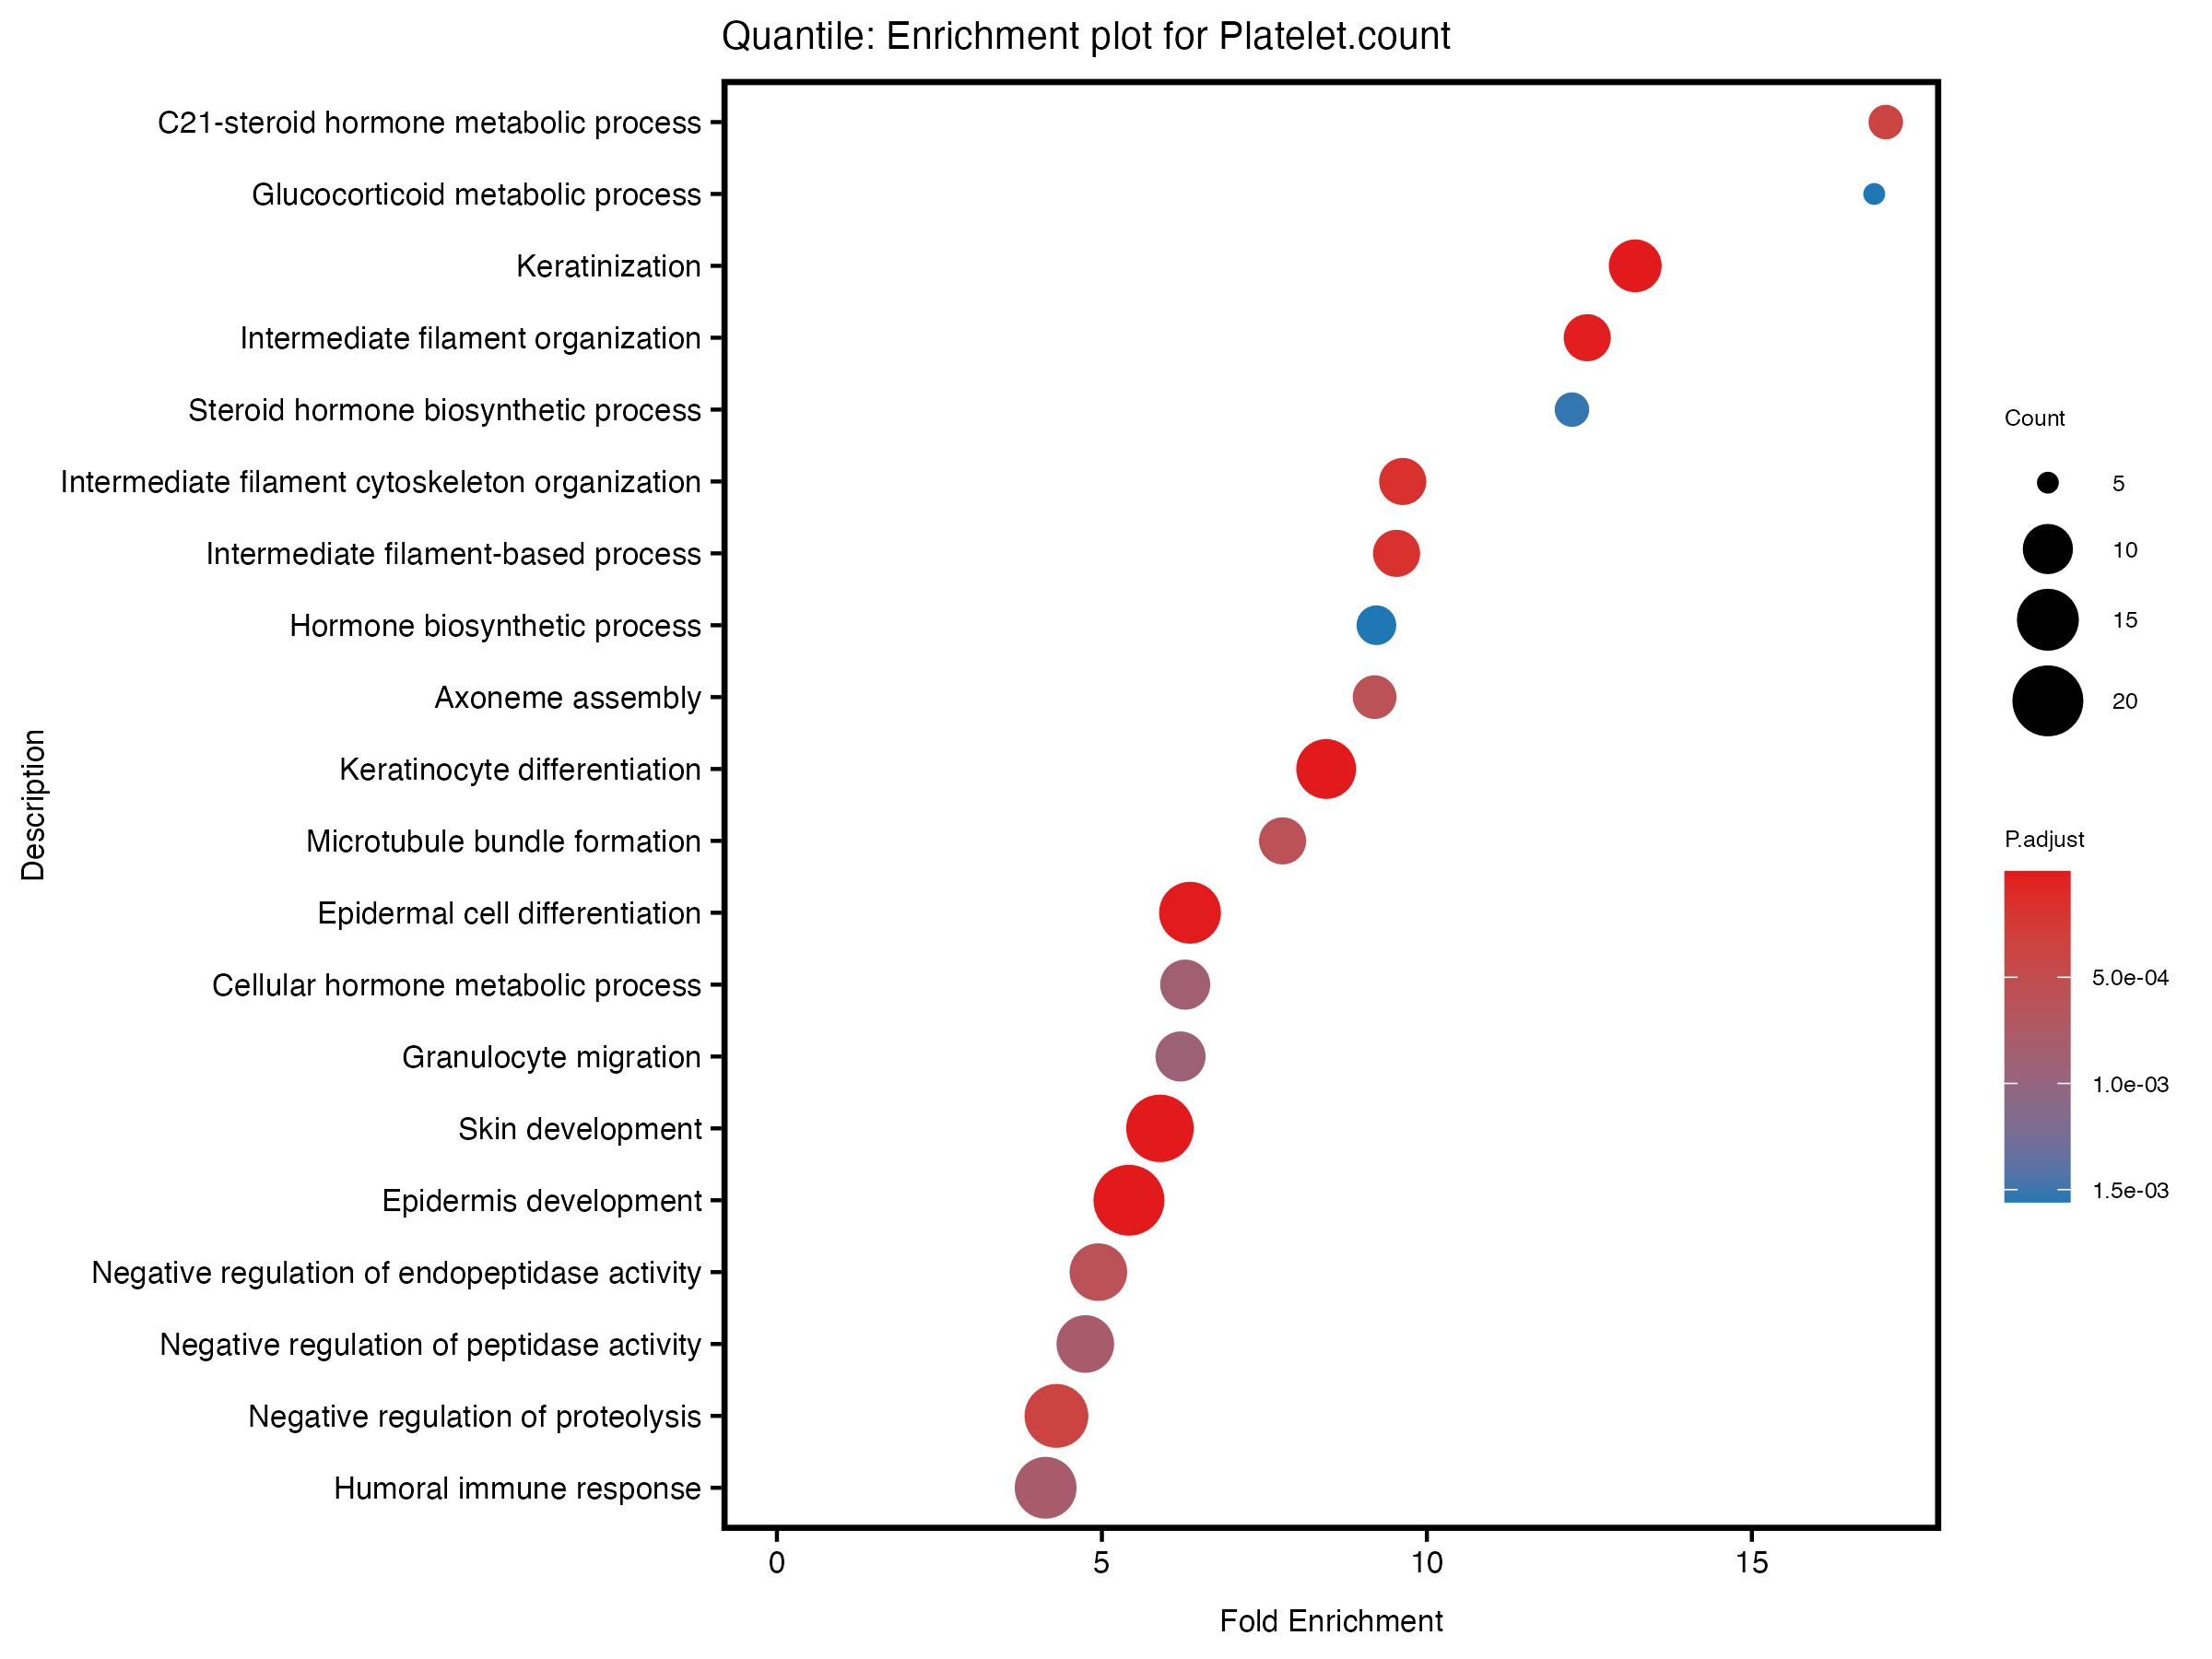 Quantile: Enrichment plot for Platelet.count
C21-steroid hormone metabolic process
Glucocorticoid metabolic process
Keratinization
Intermediate filament organization
Steroid hormone biosynthetic process
Intermediate filament cytoskeleton organization
Intermediate filament-based process
Hormone biosynthetic process
Axoneme assembly
Keratinocyte differentiation
Microtubule bundle formation
Epidermal cell differentiation
Cellular hormone metabolic process
Granulocyte migration
Skin development
Epidermis development
Negative regulation of endopeptidase activity
Negative regulation of peptidase activity
Negative regulation of proteolysis
Humoral immune response
Description
0 5 10 15
Fold Enrichment
Count
5
10
15
20
P.adjust
5.0e-04
1.0e-03
1.5e-03